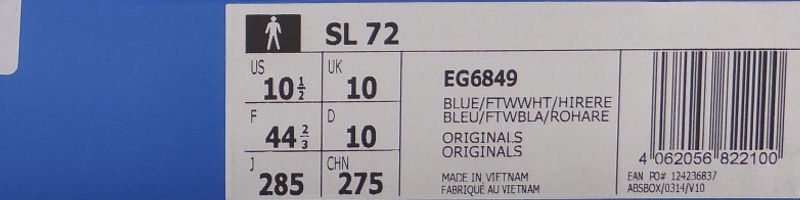 SL 72
US
10 1/2
UK
10
F
44 2/3
D
10
J
285
CHN
275
EG6849
BLUE/FTWWHT/HIRERE
BLEU/FTWBLA/ROHARE
ORIGINALS
ORIGINALS
MADE IN VIETNAM
FABRIQUÉ AU VIETNAM
4 062056 822100
EAN PO# 124236837
ABSBOX/0314/V10